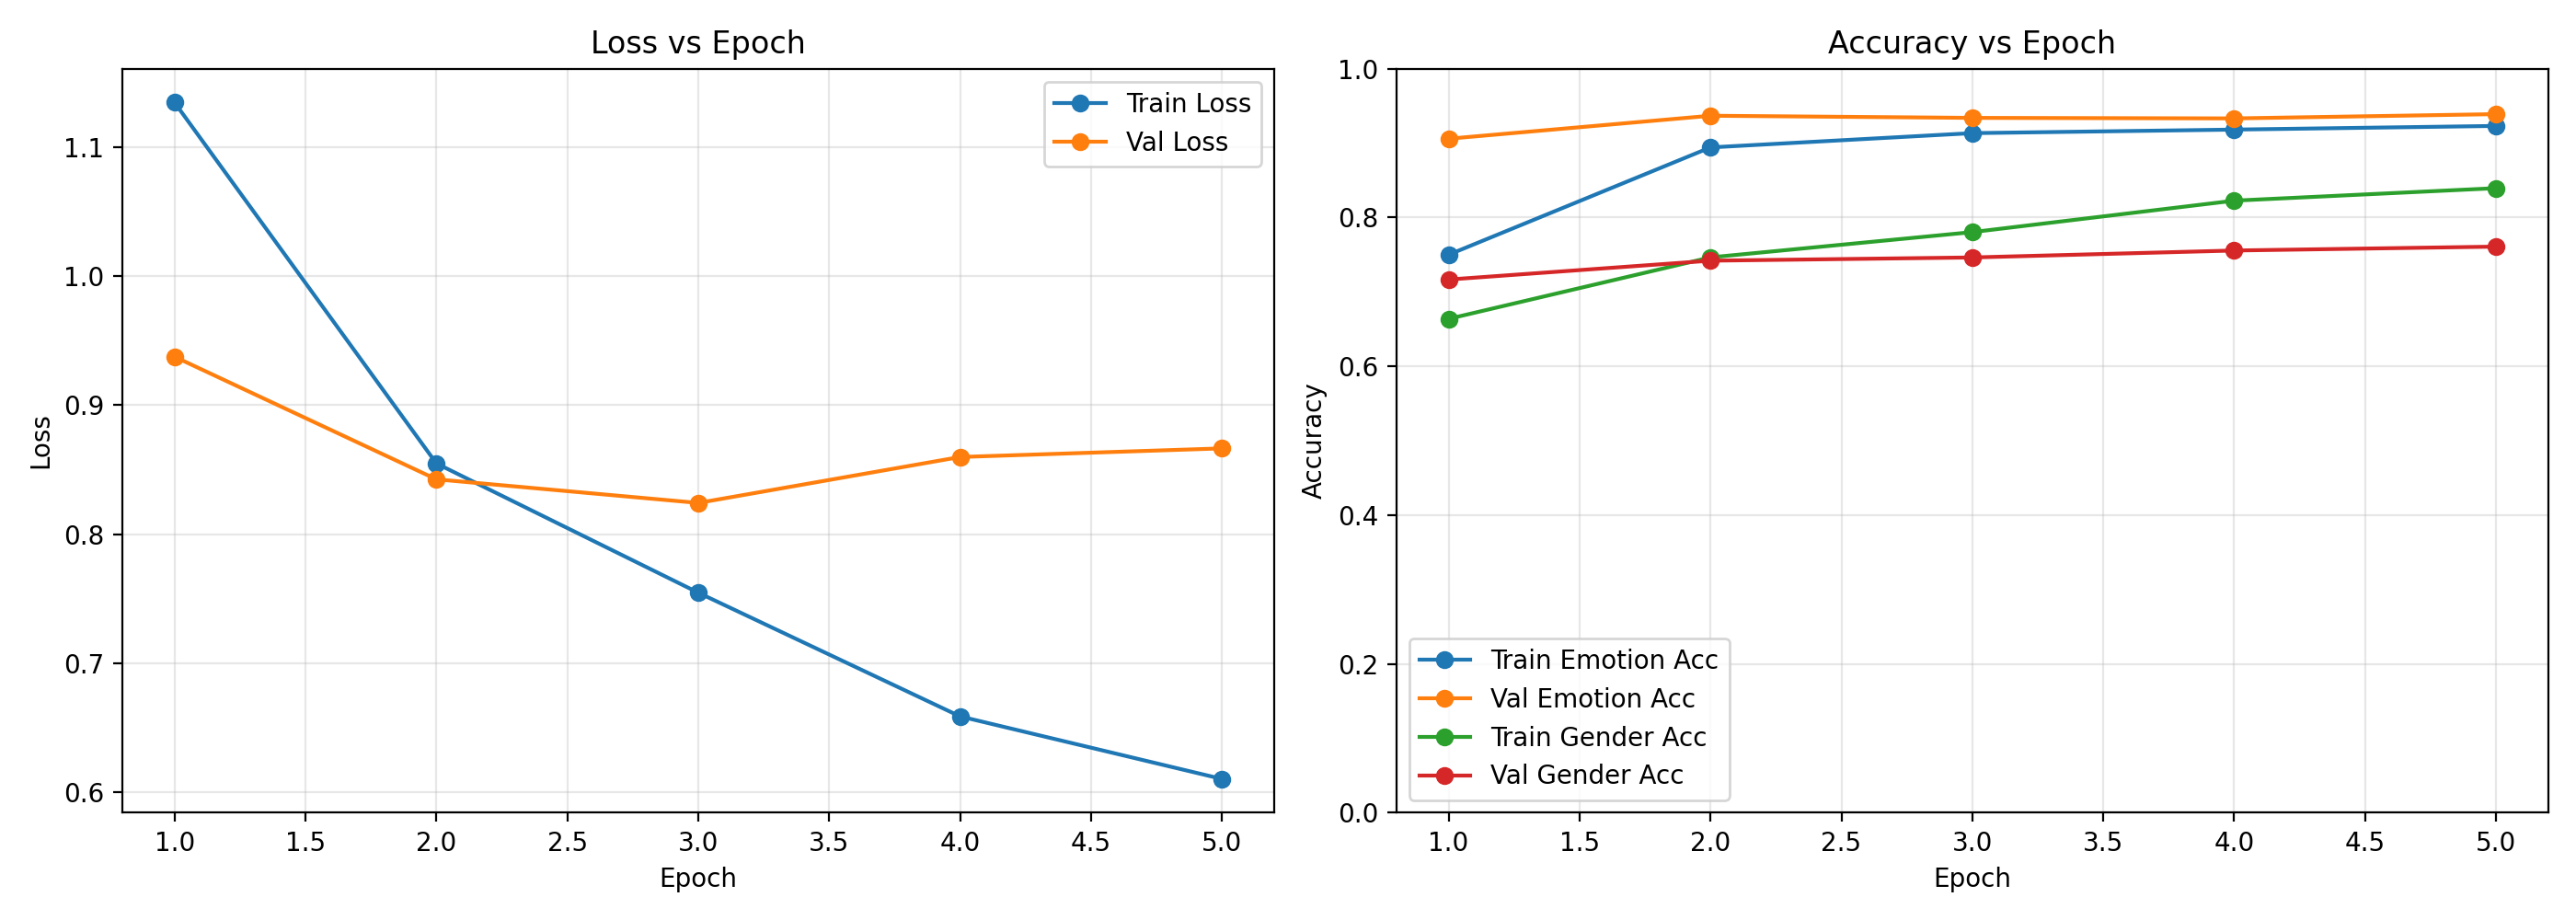 Loss vs Epoch
Train Loss
Val Loss
1.1
1.0
0.9
0.8
0.7
0.6
Loss
1.0 1.5 2.0 2.5 3.0 3.5 4.0 4.5 5.0
Epoch
Accuracy vs Epoch
1.0
0.8
0.6
0.4
0.2
0.0
Accuracy
Train Emotion Acc
Val Emotion Acc
Train Gender Acc
Val Gender Acc
1.0 1.5 2.0 2.5 3.0 3.5 4.0 4.5 5.0
Epoch